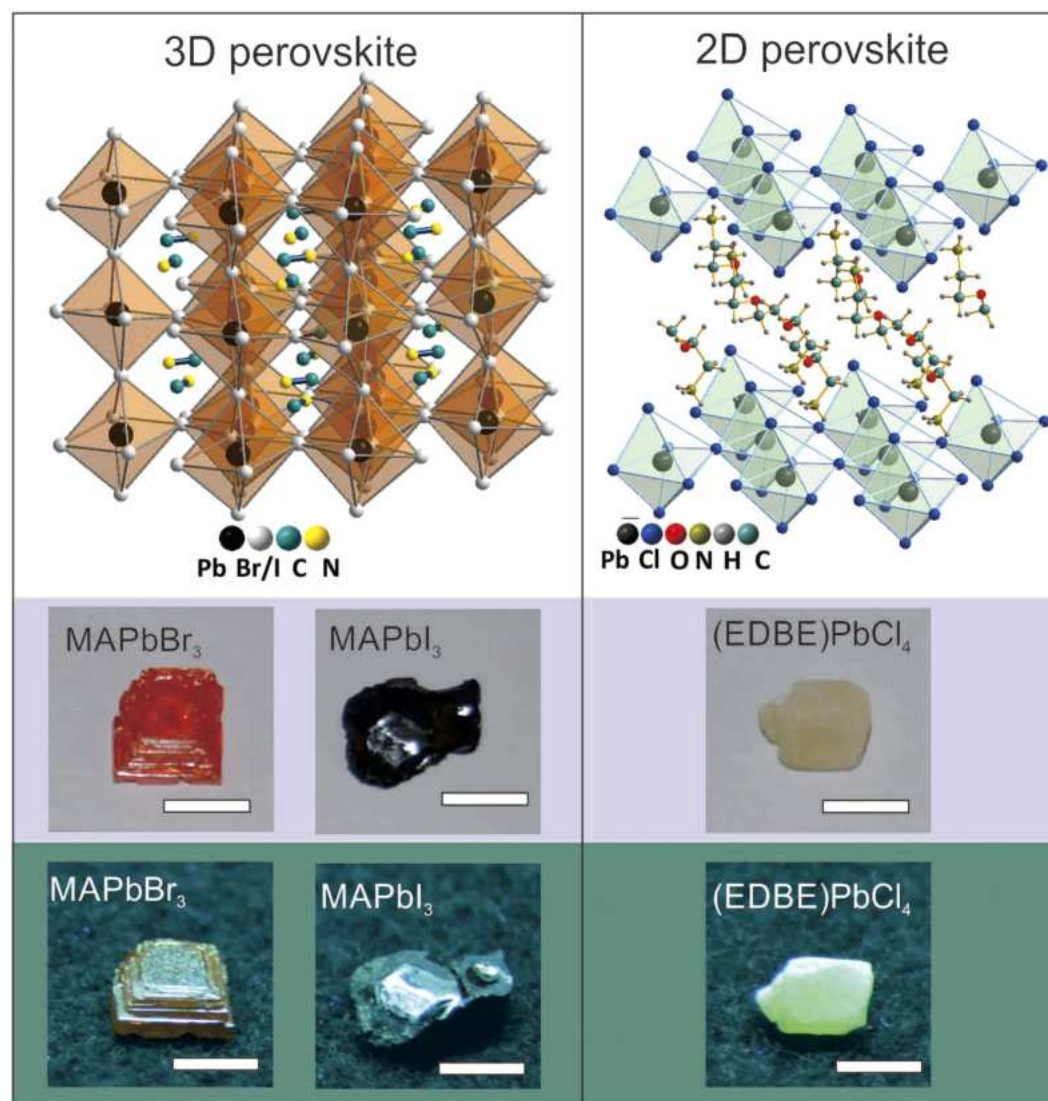 3D perovskite
2D perovskite
Pb Br/I C N
Pb Cl O N H C
MAPbBr₃
MAPbI₃
(EDBE)PbCl₄
MAPbBr₃
MAPbI₃
(EDBE)PbCl₄